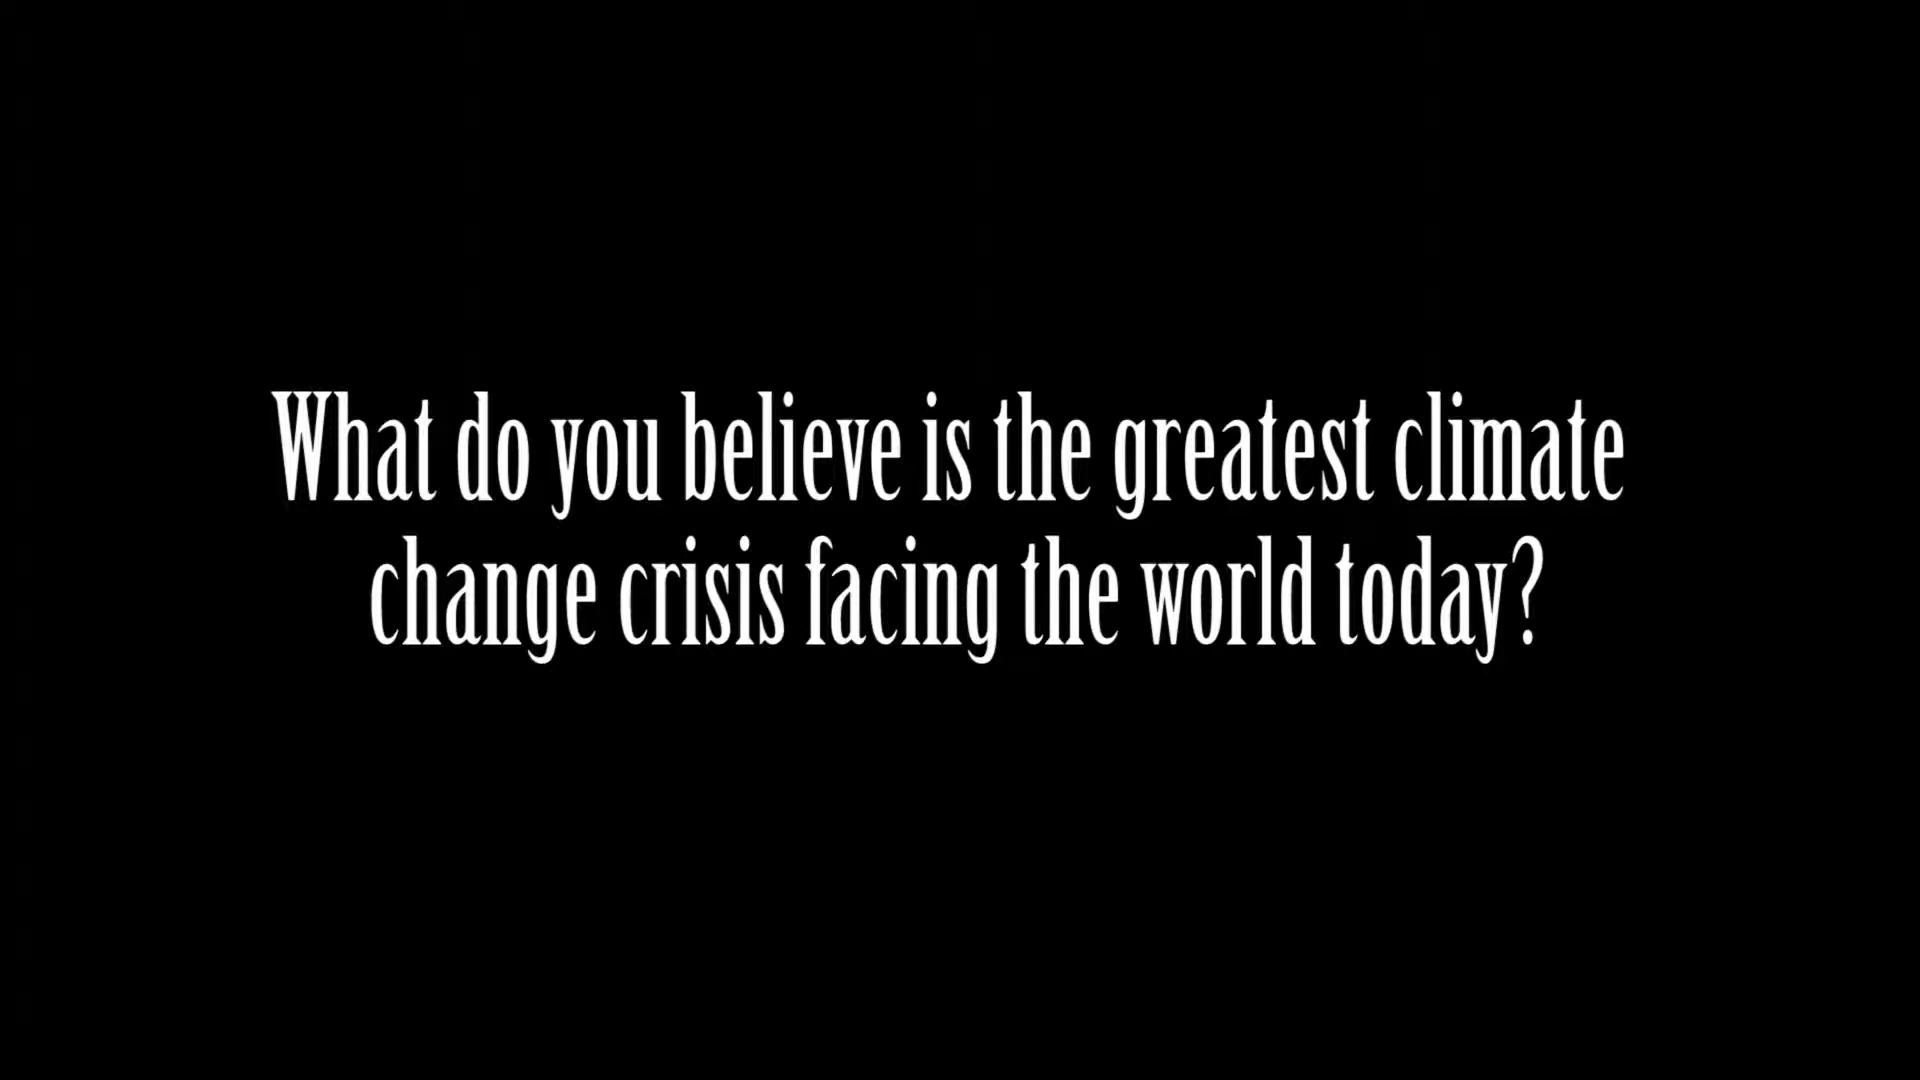 What do you believe is the greatest climate
change crisis facing the world today?